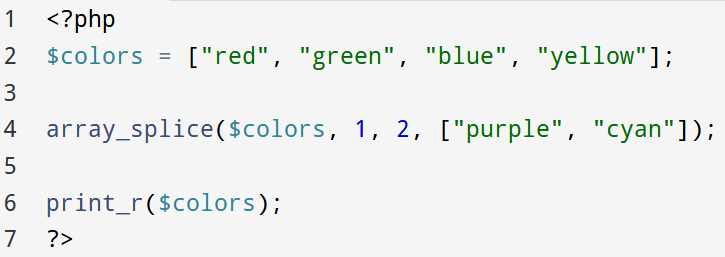 1 <?php
2 $colors = ["red", "green", "blue", "yellow"];
3
4 array_splice($colors, 1, 2, ["purple", "cyan"]);
5
6 print_r($colors);
7 ?>